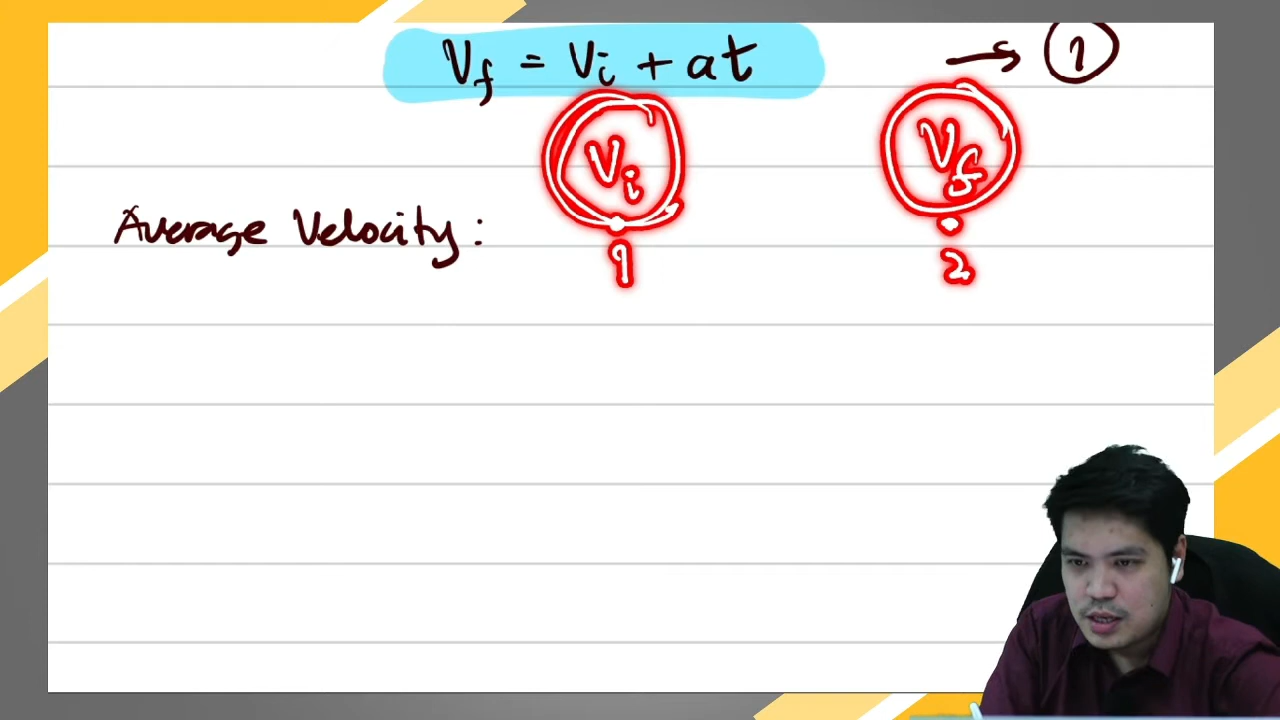 Vf = Vi + at → 1
Vi Vf
Average Velocity:
1 2